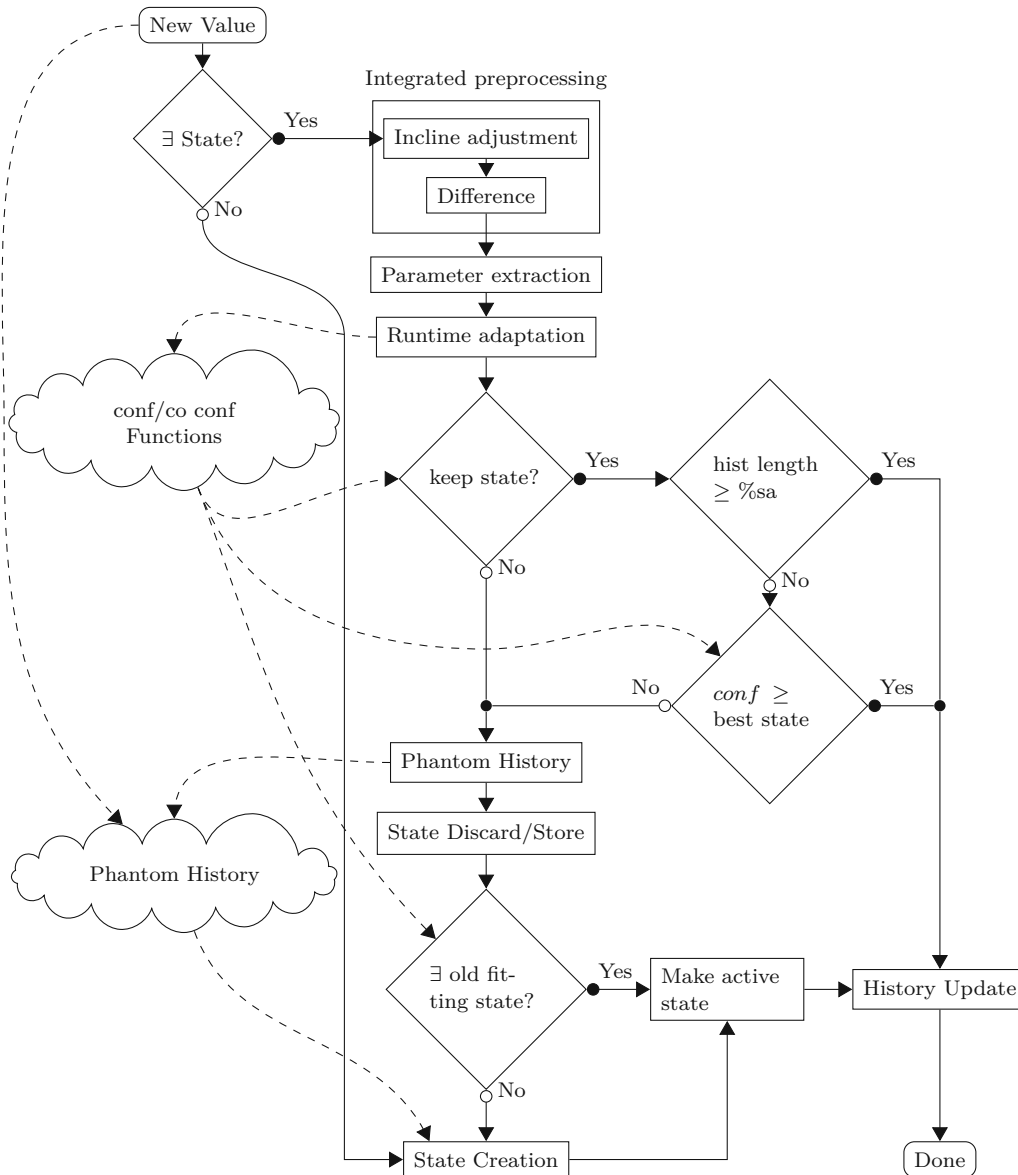 New Value
Integrated preprocessing
∃ State?
Yes
Incline adjustment
Difference
No
Parameter extraction
Runtime adaptation
conf/co conf
Functions
keep state?
Yes
hist length
≥ %sa
Yes
No
No
No
conf ≥
best state
Yes
Phantom History
State Discard/Store
Phantom History
∃ old fit-
ting state?
Yes
Make active
state
History Update
No
State Creation
Done